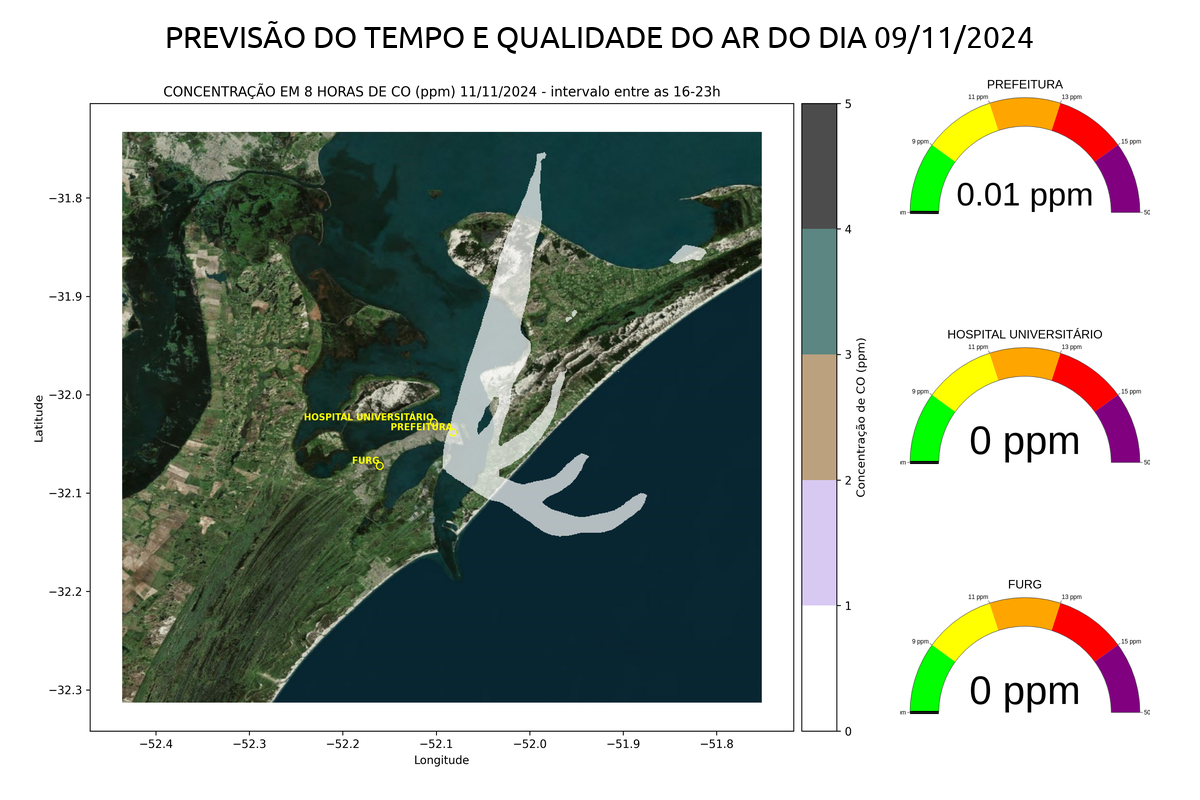 PREVISÃO DO TEMPO E QUALIDADE DO AR DO DIA 09/11/2024
CONCENTRAÇÃO EM 8 HORAS DE CO (ppm) 11/11/2024 - intervalo entre as 16-23h
−31.8
−31.9
−32.0
−32.1
−32.2
−32.3
Latitude
HOSPITAL UNIVERSITÁRIO
PREFEITURA
FURG
−52.4
−52.3
−52.2
−52.1
−52.0
−51.9
−51.8
Longitude
5
4
3
2
1
0
Concentração de CO (ppm)
PREFEITURA
11 ppm
13 ppm
9 ppm
15 ppm
0.01 ppm
HOSPITAL UNIVERSITÁRIO
11 ppm
13 ppm
9 ppm
15 ppm
0 ppm
FURG
11 ppm
13 ppm
9 ppm
15 ppm
0 ppm